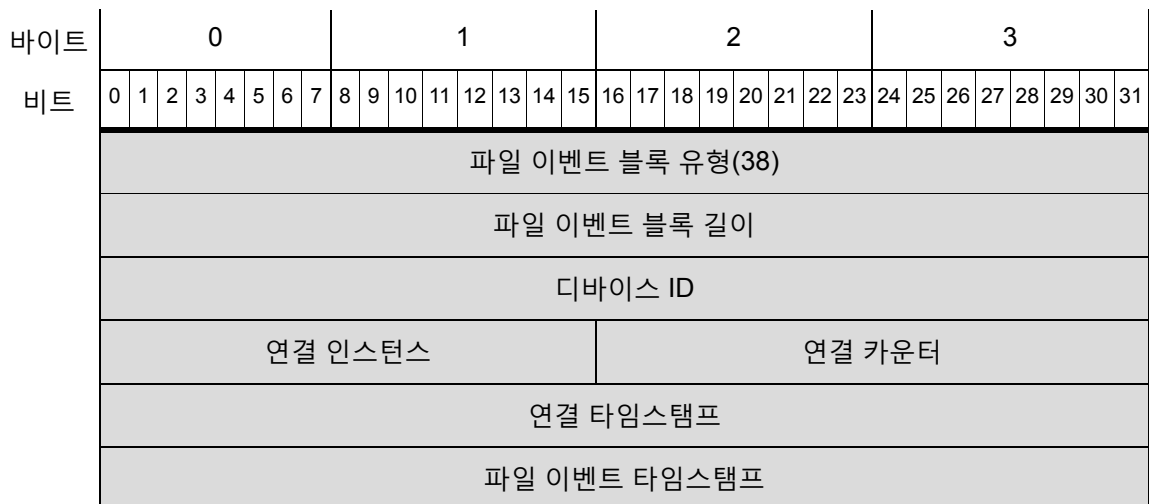 바이트 0 1 2 3
비트 0 1 2 3 4 5 6 7 8 9 10 11 12 13 14 15 16 17 18 19 20 21 22 23 24 25 26 27 28 29 30 31
파일 이벤트 블록 유형(38)
파일 이벤트 블록 길이
디바이스 ID
연결 인스턴스 연결 카운터
연결 타임스탬프
파일 이벤트 타임스탬프